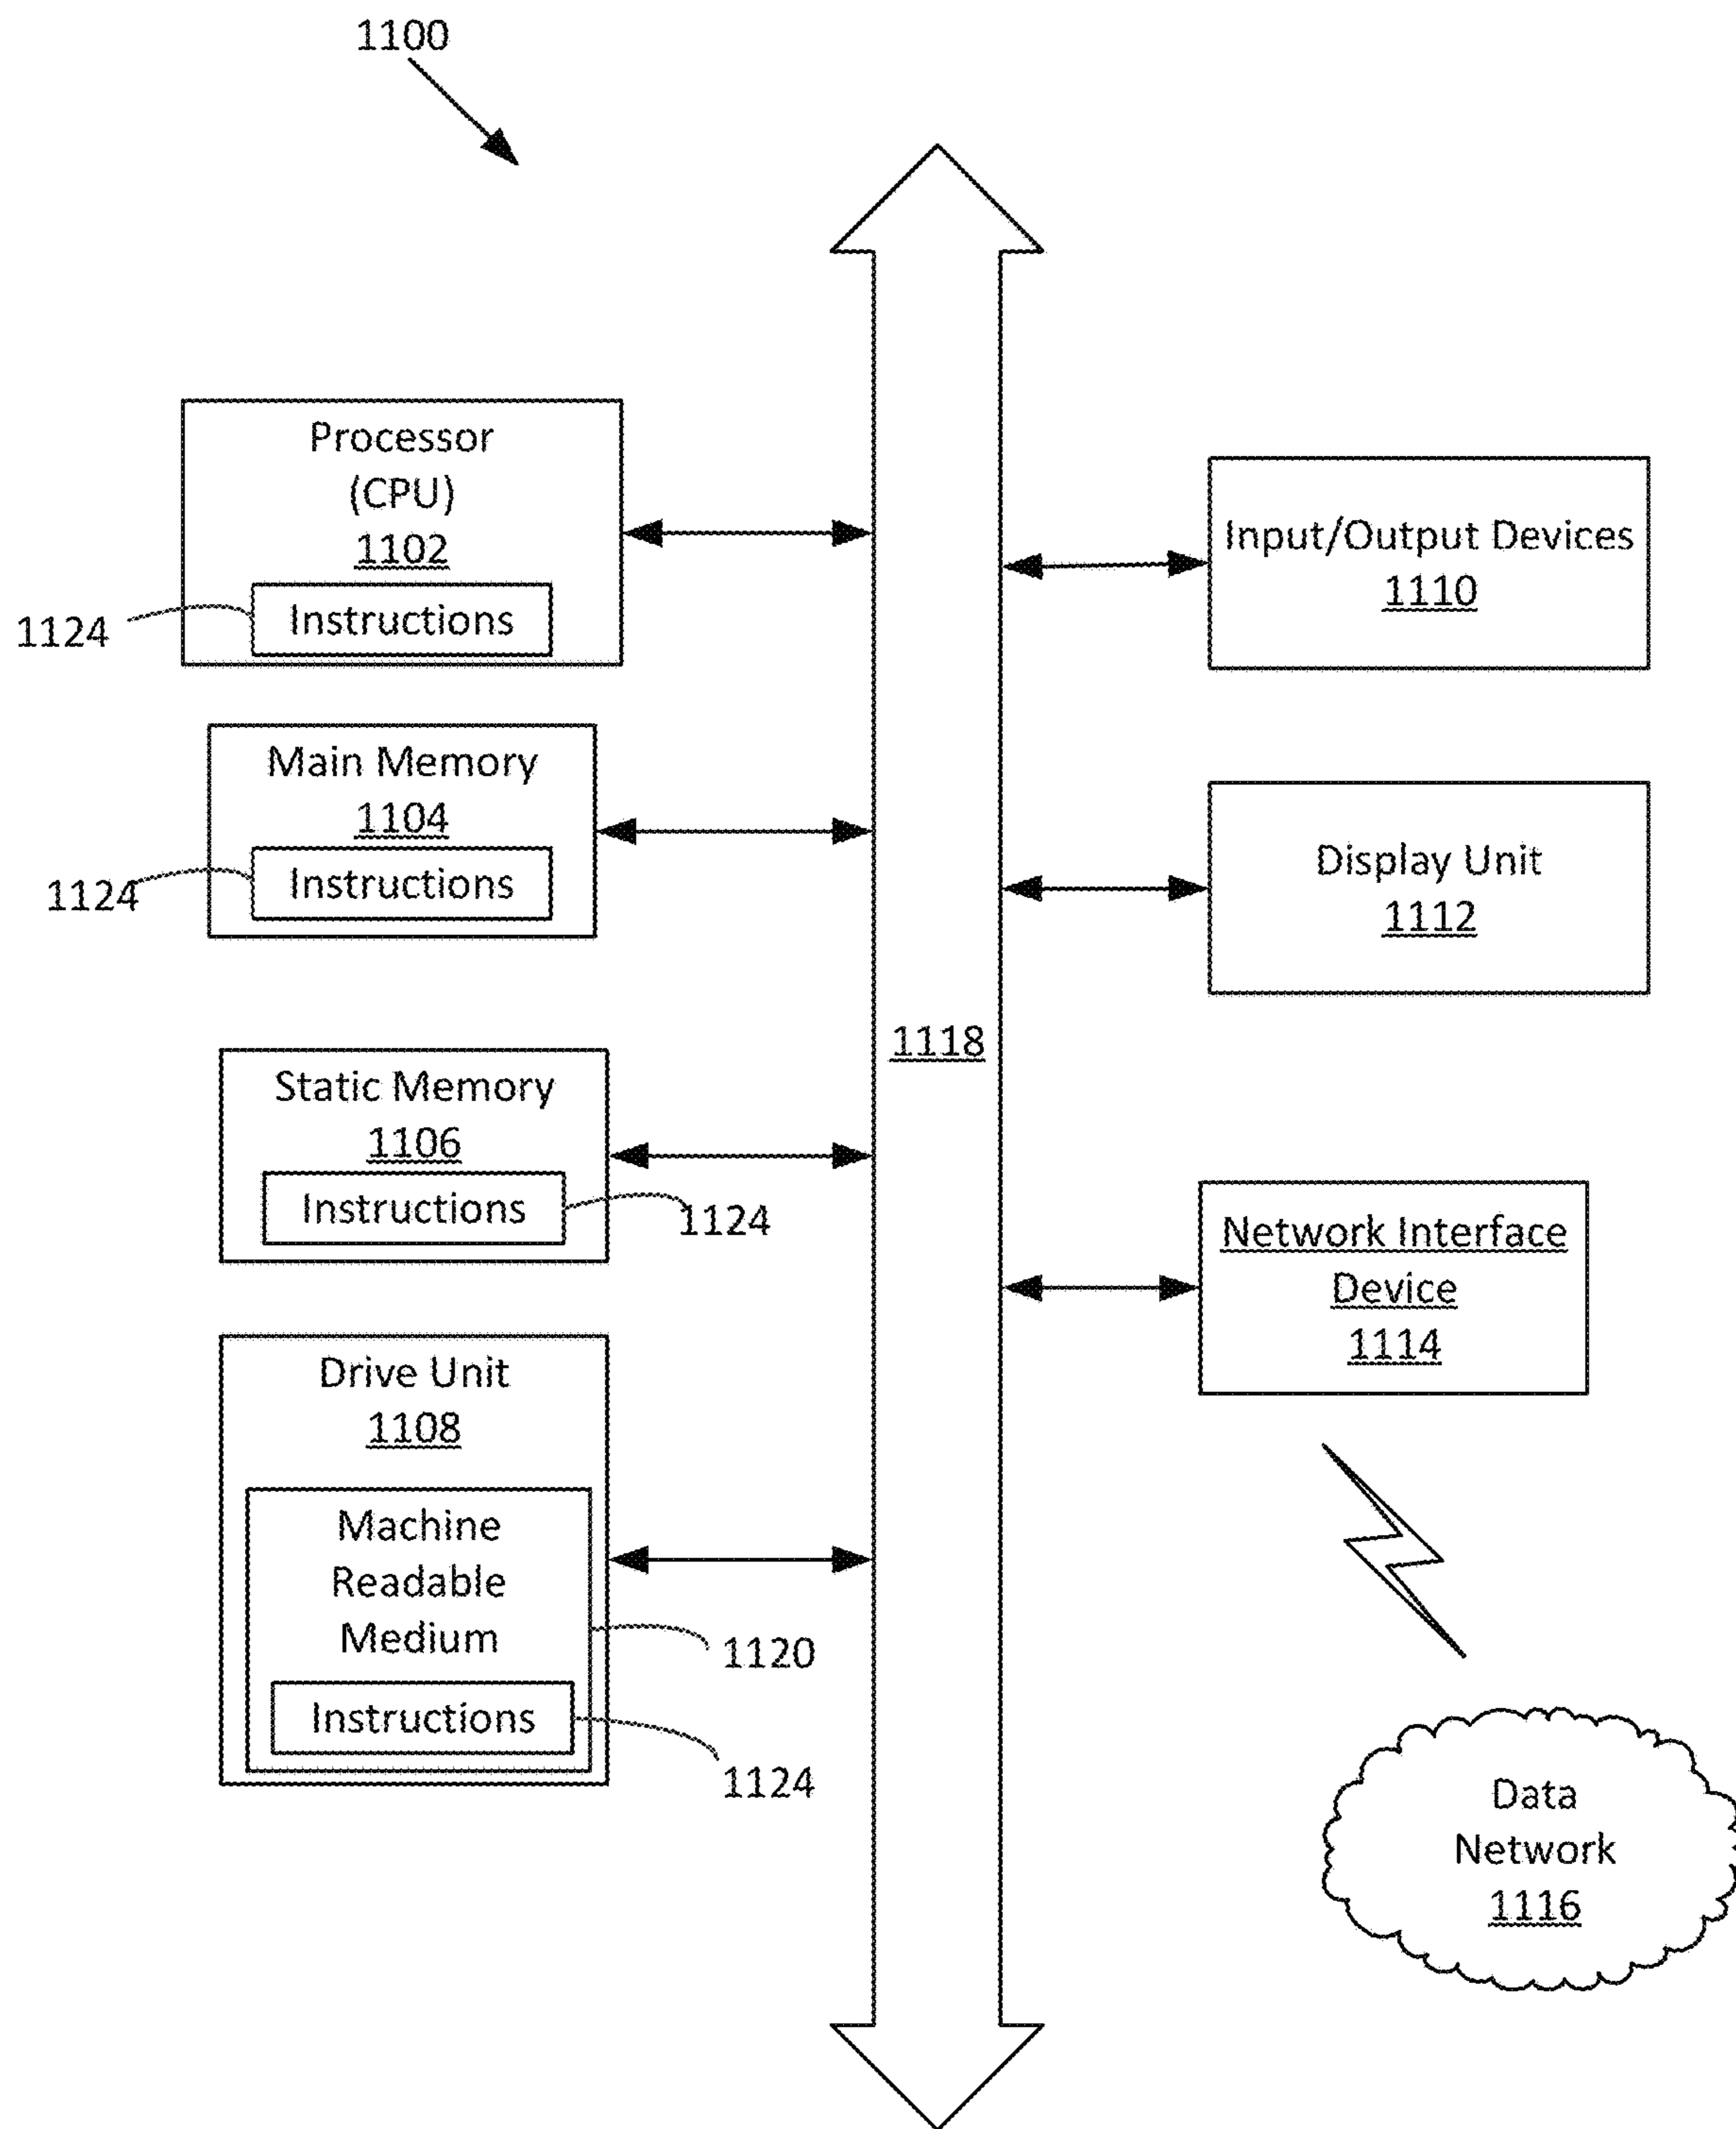 1100
Processor
(CPU)
1102
Instructions
1124
Main Memory
1104
Instructions
1124
Static Memory
1106
Instructions
1124
Drive Unit
1108
Machine
Readable
Medium
1120
Instructions
1124
1118
Input/Output Devices
1110
Display Unit
1112
Network Interface
Device
1114
Data
Network
1116